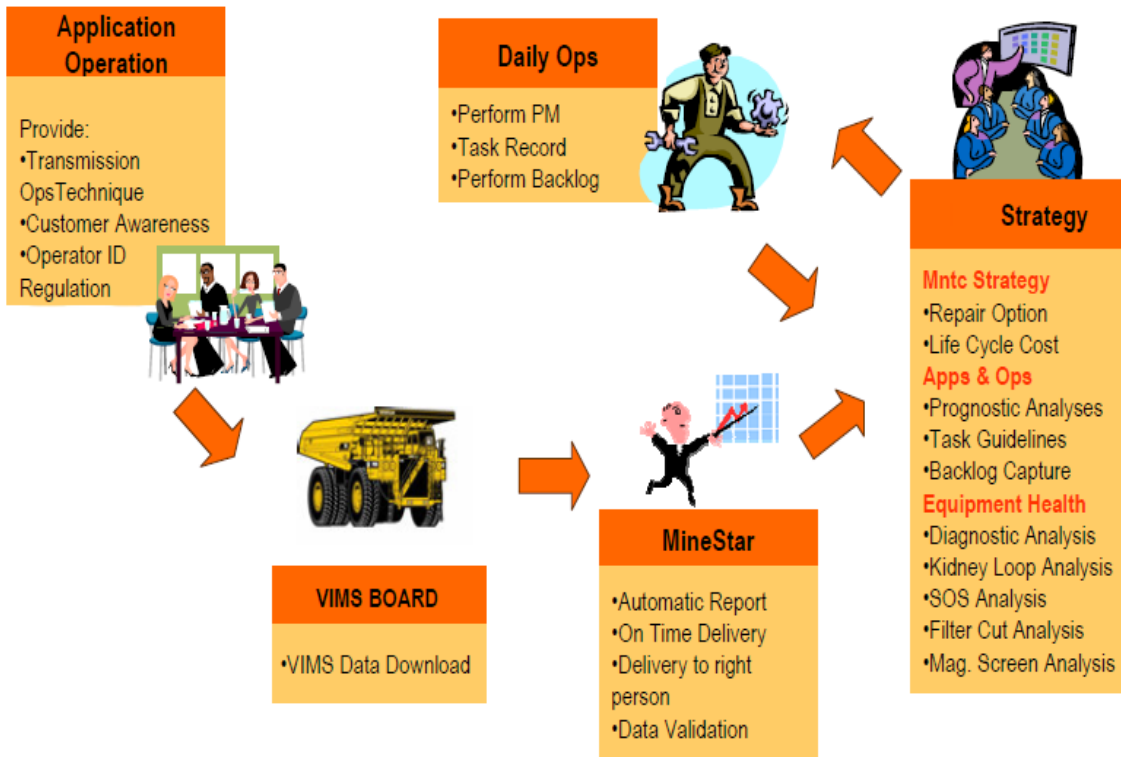 Application
Operation
Provide:
•Transmission
OpsTechnique
•Customer Awareness
•Operator ID
Regulation
Daily Ops
•Perform PM
•Task Record
•Perform Backlog
VIMS BOARD
•VIMS Data Download
MineStar
•Automatic Report
•On Time Delivery
•Delivery to right
person
•Data Validation
Strategy
Mntc Strategy
•Repair Option
•Life Cycle Cost
Apps & Ops
•Prognostic Analyses
•Task Guidelines
•Backlog Capture
Equipment Health
•Diagnostic Analysis
•Kidney Loop Analysis
•SOS Analysis
•Filter Cut Analysis
•Mag. Screen Analysis